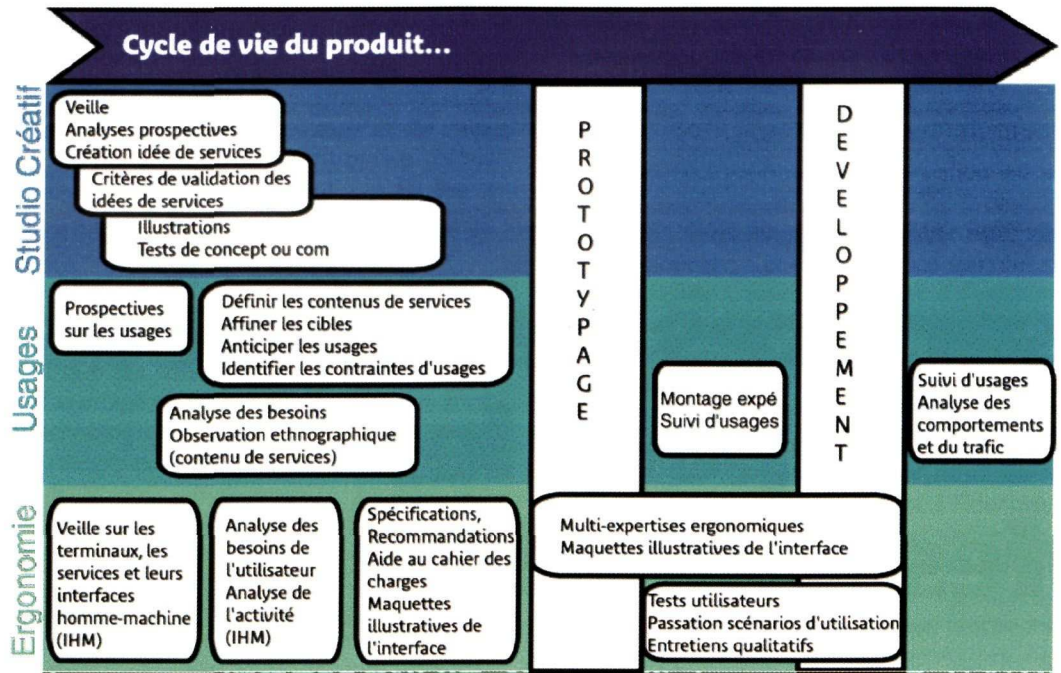 Cycle de vie du produit...
Studio Créatif
Veille
Analyses prospectives
Création idée de services
Critères de validation des
idées de services
Illustrations
Tests de concept ou com
PROTOTYPAGE
DEVELOPPEMENT
Usages
Prospectives
sur les usages
Définir les contenus de services
Affiner les cibles
Anticiper les usages
Identifier les contraintes d'usages
Analyse des besoins
Observation ethnographique
(contenu de services)
Montage expé
Suivi d'usages
Suivi d'usages
Analyse des
comportements
et du trafic
Ergonomie
Veille sur les
terminaux, les
services et leurs
interfaces
homme-machine
(IHM)
Analyse des
besoins de
l'utilisateur
Analyse de
l'activité
(IHM)
Spécifications,
Recommandations
Aide au cahier des
charges
Maquettes
illustratives de
l'interface
Multi-expertises ergonomiques
Maquettes illustratives de l'interface
Tests utilisateurs
Passation scénarios d'utilisation
Entretiens qualitatifs